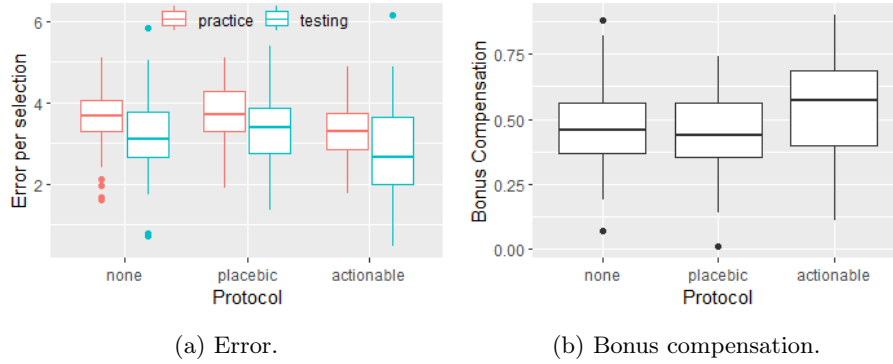 practice testing
Error per selection
6
4
2
none placebic actionable
Protocol
(a) Error.
Bonus Compensation
0.75
0.50
0.25
0.00
none placebic actionable
Protocol
(b) Bonus compensation.